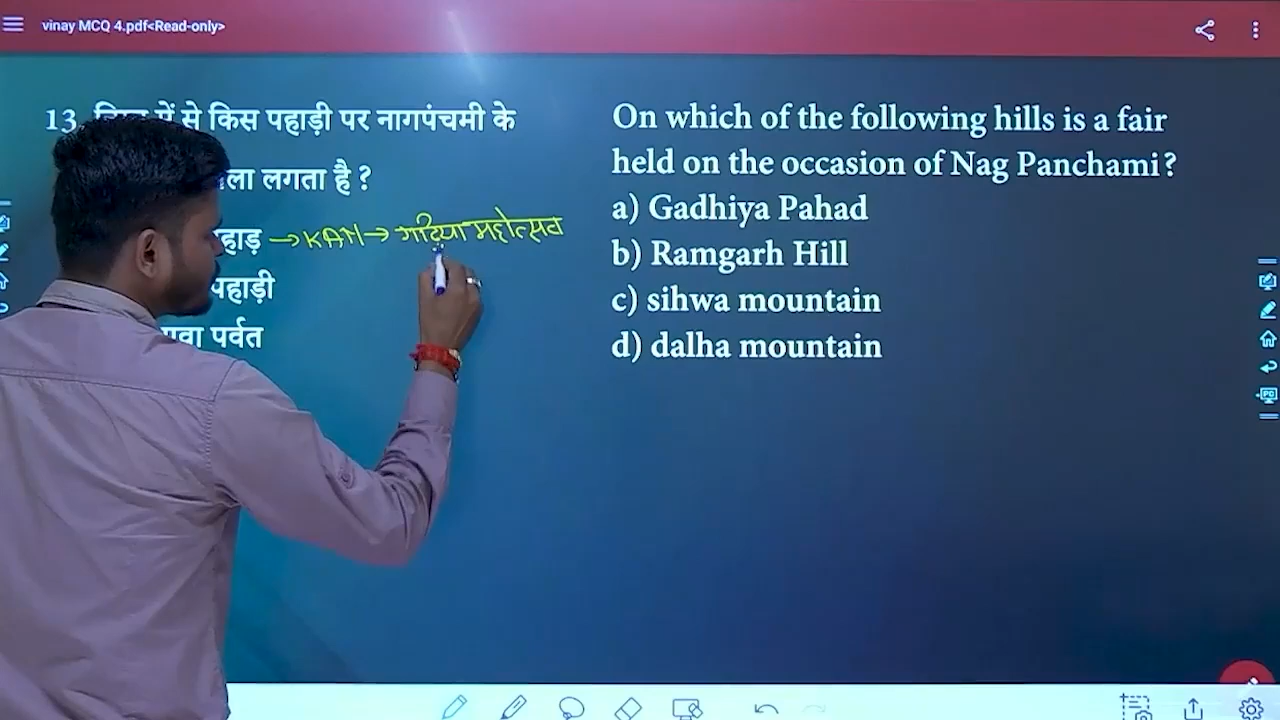 vinay MCQ 4.pdf<Read-only>
13. में से किस पहाड़ी पर नागपंचमी के
लगता है ?
→ KAN → गढ़िया महोत्सव
पहाड़ी
पर्वत
On which of the following hills is a fair
held on the occasion of Nag Panchami?
a) Gadhiya Pahad
b) Ramgarh Hill
c) sihwa mountain
d) dalha mountain